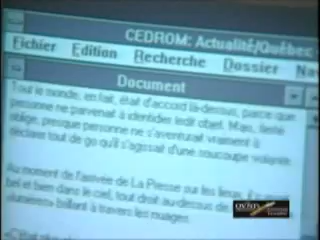 CEDROM: Actualité/Québec
Fichier Edition Recherche Dossier
Document
Tout le monde, en fait, était d'accord là-dessus, parce que
personne ne parvenait à identifier ledit objet. Mais, fierté
oblige, presque personne ne s'aventurait vraiment à
déclarer tout de go qu'il s'agissait d'une soucoupe volante.
Au moment de l'arrivée de La Presse sur les lieux,
bel et bien dans le ciel, tout droit au-dessus de
«lumières» brillant à travers les nuages.